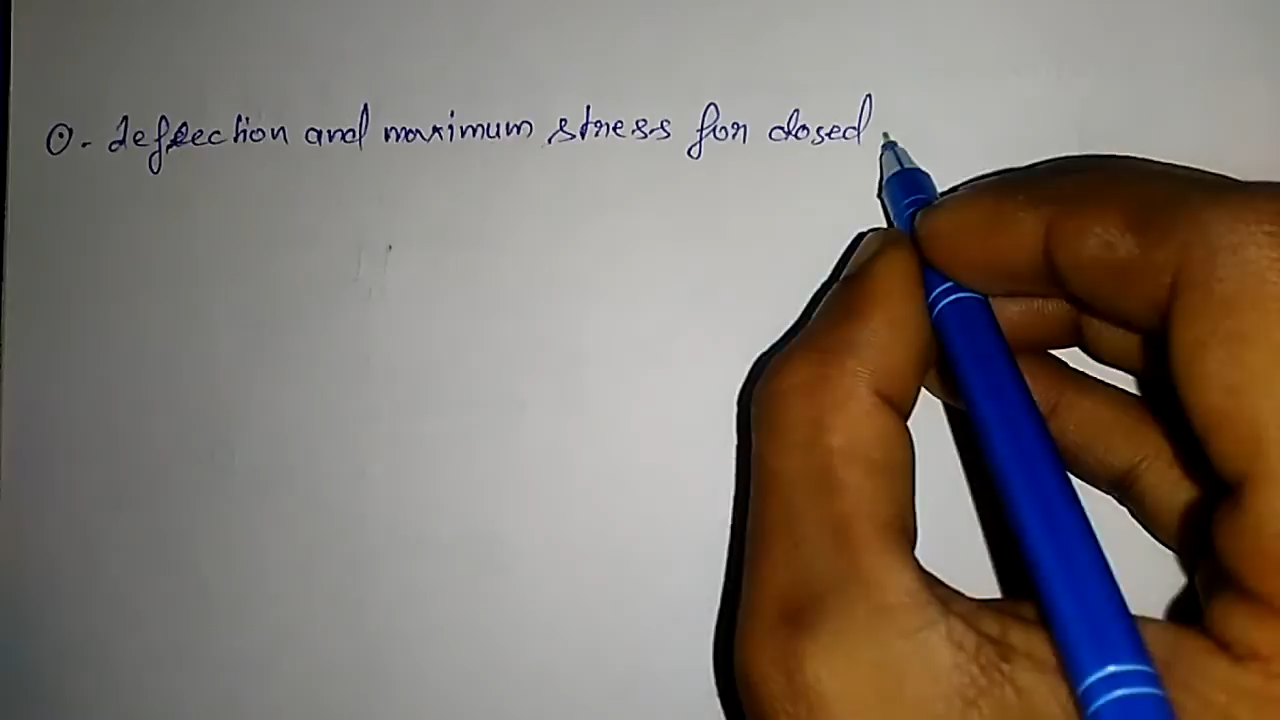 ⊙- deflection and maximum stress for closed